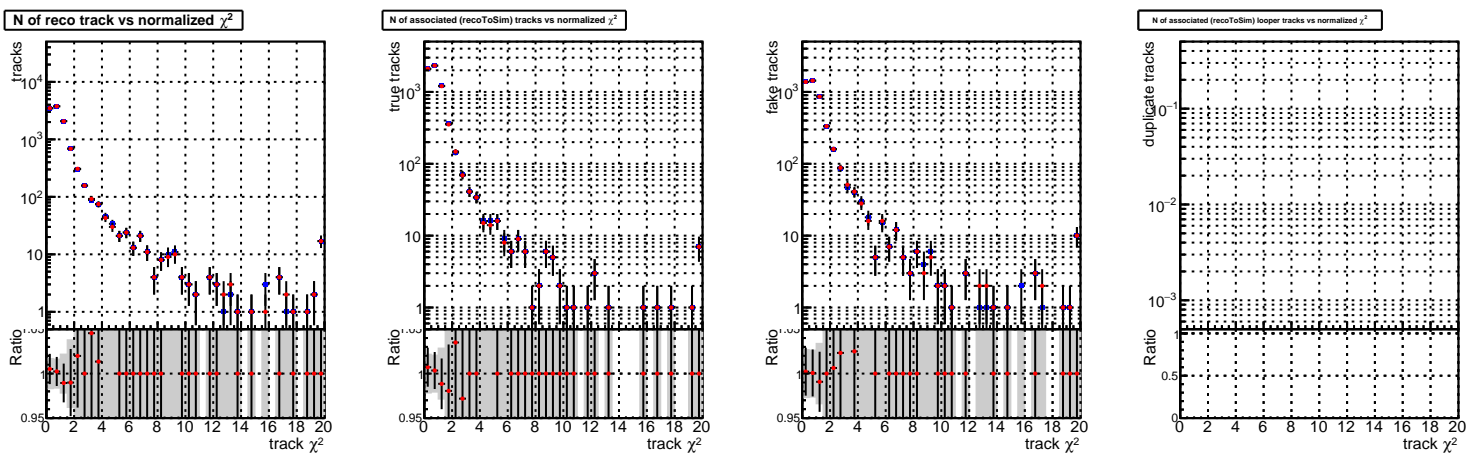 N of reco track vs normalized χ²
tracks
10⁴
10³
10²
10
1
Ratio
1.05
1
0.95
0 2 4 6 8 10 12 14 16 18 20
track χ²
N of associated (recoToSim) tracks vs normalized χ²
true tracks
10³
10²
10
1
Ratio
1.05
1
0.95
0 2 4 6 8 10 12 14 16 18 20
track χ²
fake tracks
10³
10²
10
1
Ratio
1.05
1
0.95
0 2 4 6 8 10 12 14 16 18 20
track χ²
N of associated (recoToSim) looper tracks vs normalized χ²
duplicate tracks
10⁻¹
10⁻²
10⁻³
Ratio
1
0.5
0
0 2 4 6 8 10 12 14 16 18 20
track χ²